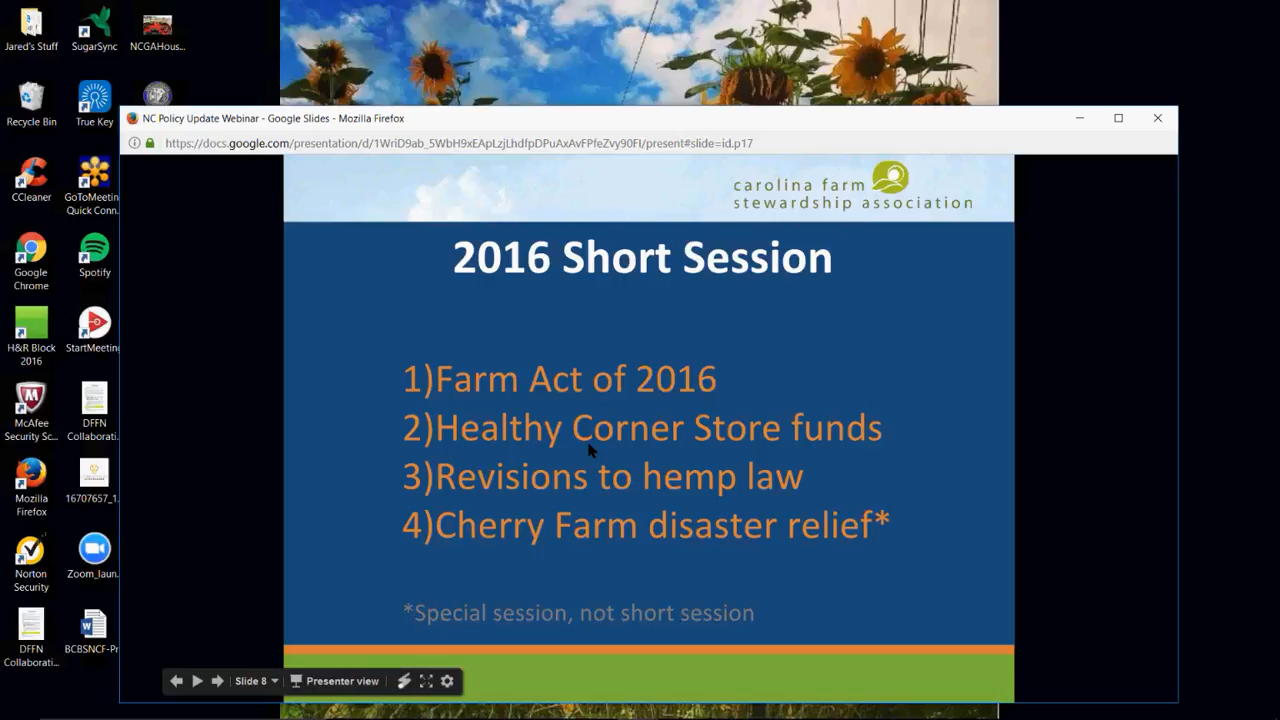 Jared's Stuff
SugarSync
NCGAHous...
Recycle Bin
True Key
CCleaner
GoToMeetin
Quick Conn...
Google
Chrome
Spotify
H&R Block
2016
StartMeeting
McAfee
Security Sc...
DFFN
Collaborati...
Mozilla
Firefox
16707657_1
Norton
Security
Zoom_laun...
DFFN
Collaborati...
BCBSNCF-Pr
NC Policy Update Webinar - Google Slides - Mozilla Firefox
https://docs.google.com/presentation/d/1WriD9ab_5WbH9xEApLzjLhdfpDPuAxAvFPfeZvy90FI/present#slide=id.p17
carolina farm
stewardship association
2016 Short Session
1)Farm Act of 2016
2)Healthy Corner Store funds
3)Revisions to hemp law
4)Cherry Farm disaster relief*
*Special session, not short session
Slide 8
Presenter view